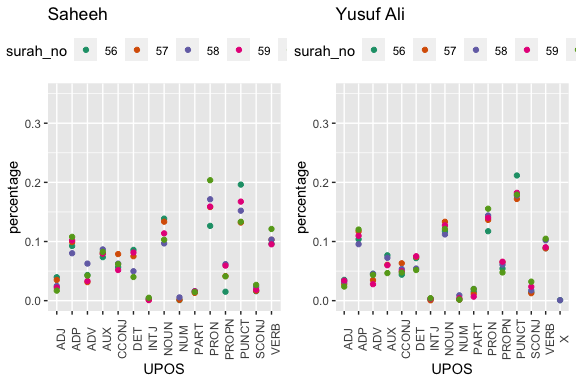 Saheeh
surah_no 56 57 58 59
percentage
0.3
0.2
0.1
0.0
ADJ ADP ADV AUX CCONJ DET INTJ NOUN NUM PART PRON PROPN PUNCT SCONJ VERB
UPOS
Yusuf Ali
surah_no 56 57 58 59
percentage
0.3
0.2
0.1
0.0
ADJ ADP ADV AUX CCONJ DET INTJ NOUN NUM PART PRON PROPN PUNCT SCONJ VERB X
UPOS